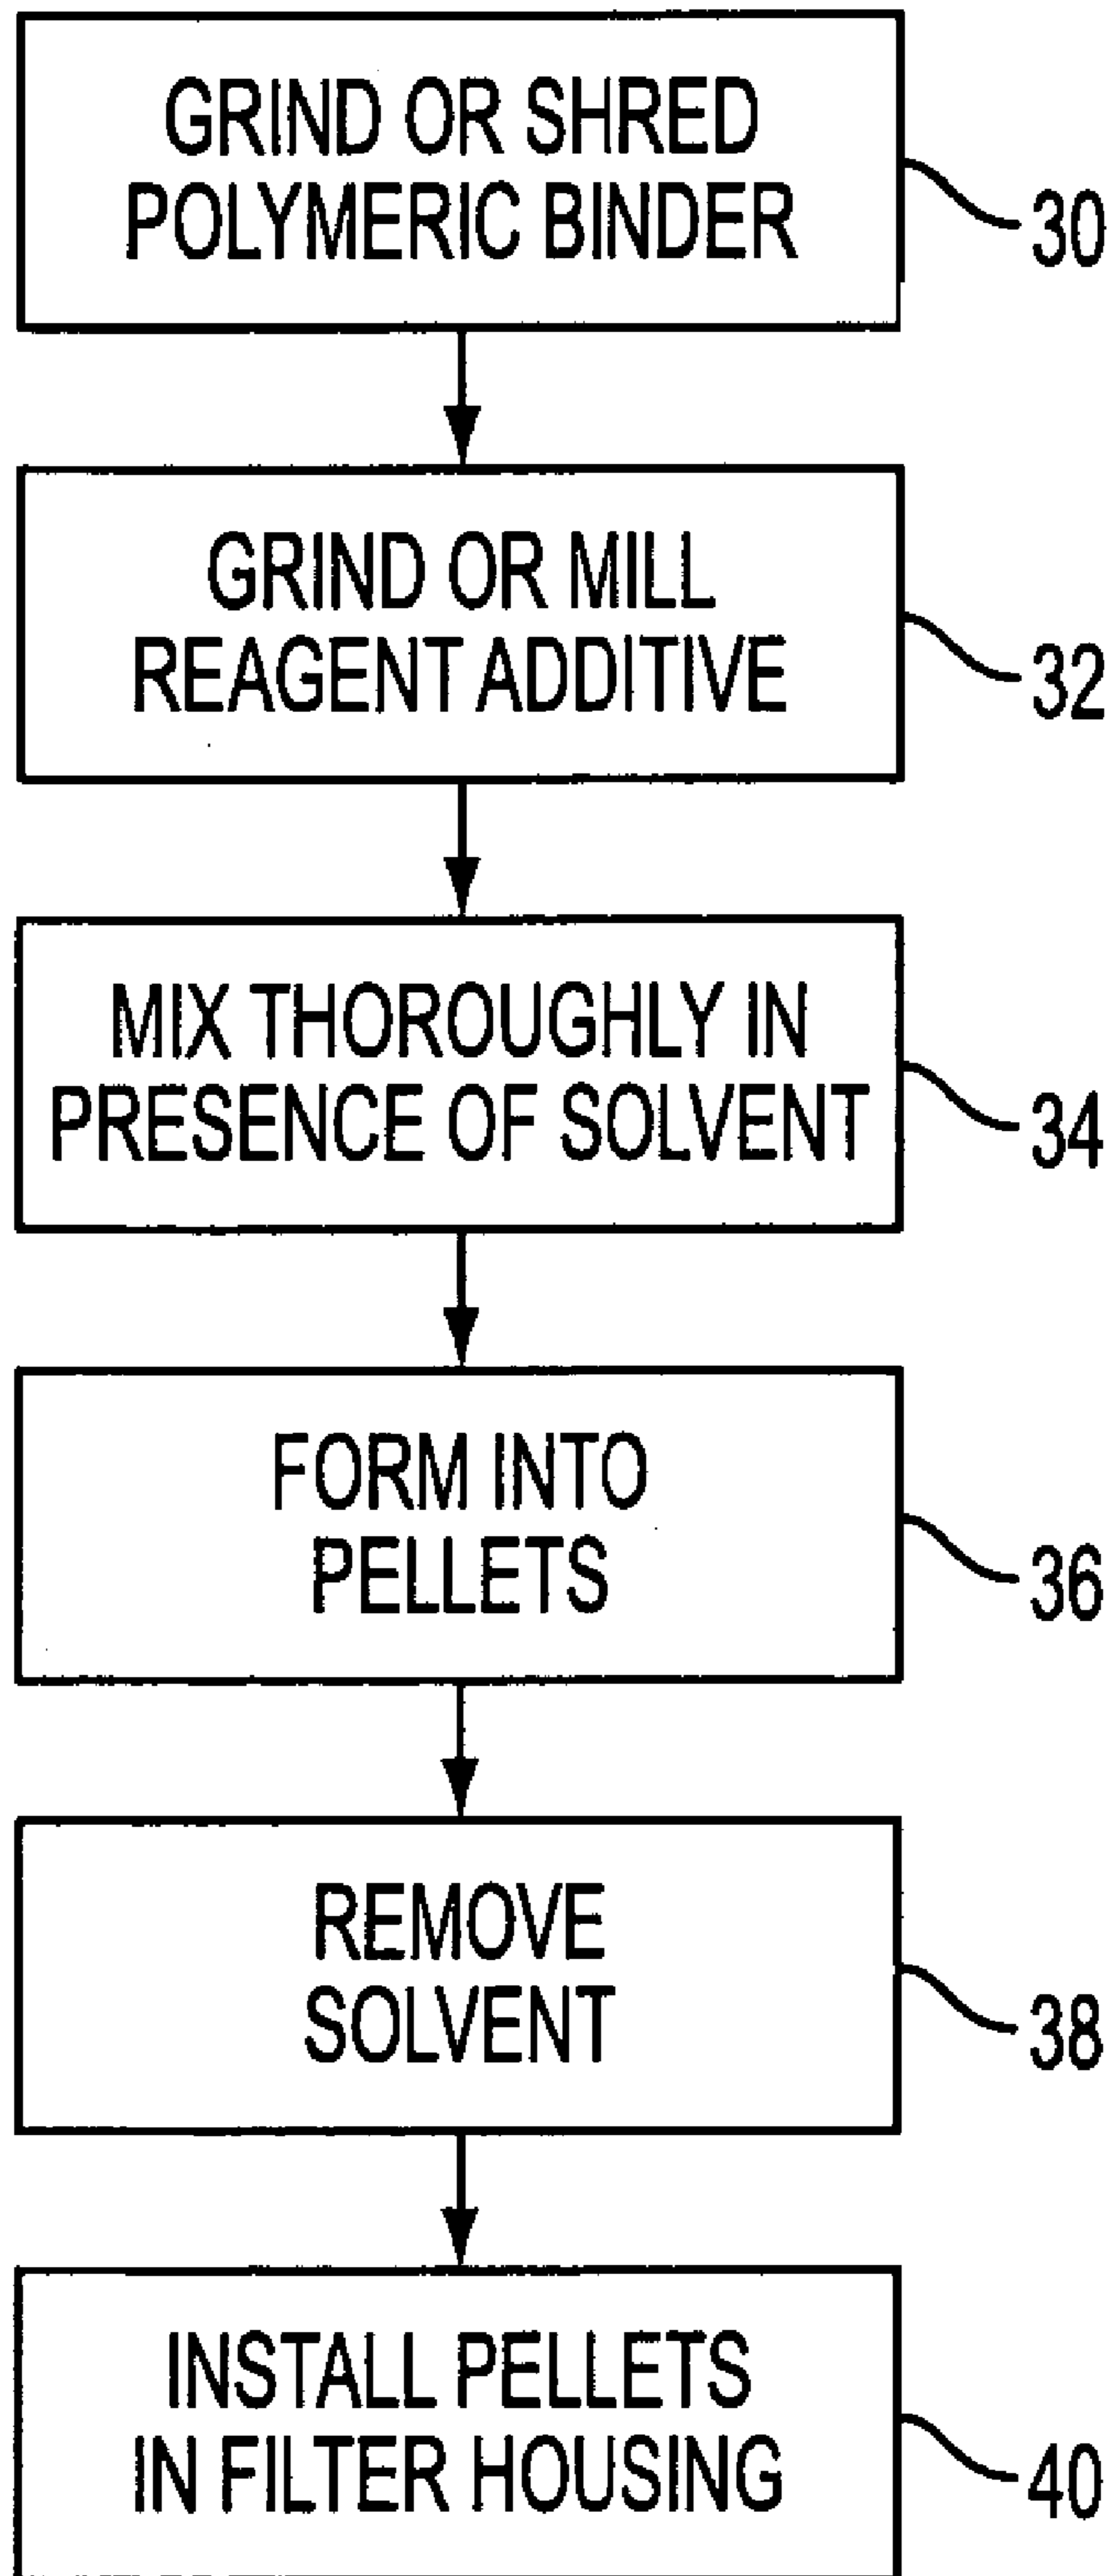 GRIND OR SHRED
POLYMERIC BINDER
30
GRIND OR MILL
REAGENT ADDITIVE
32
MIX THOROUGHLY IN
PRESENCE OF SOLVENT
34
FORM INTO
PELLETS
36
REMOVE
SOLVENT
38
INSTALL PELLETS
IN FILTER HOUSING
40